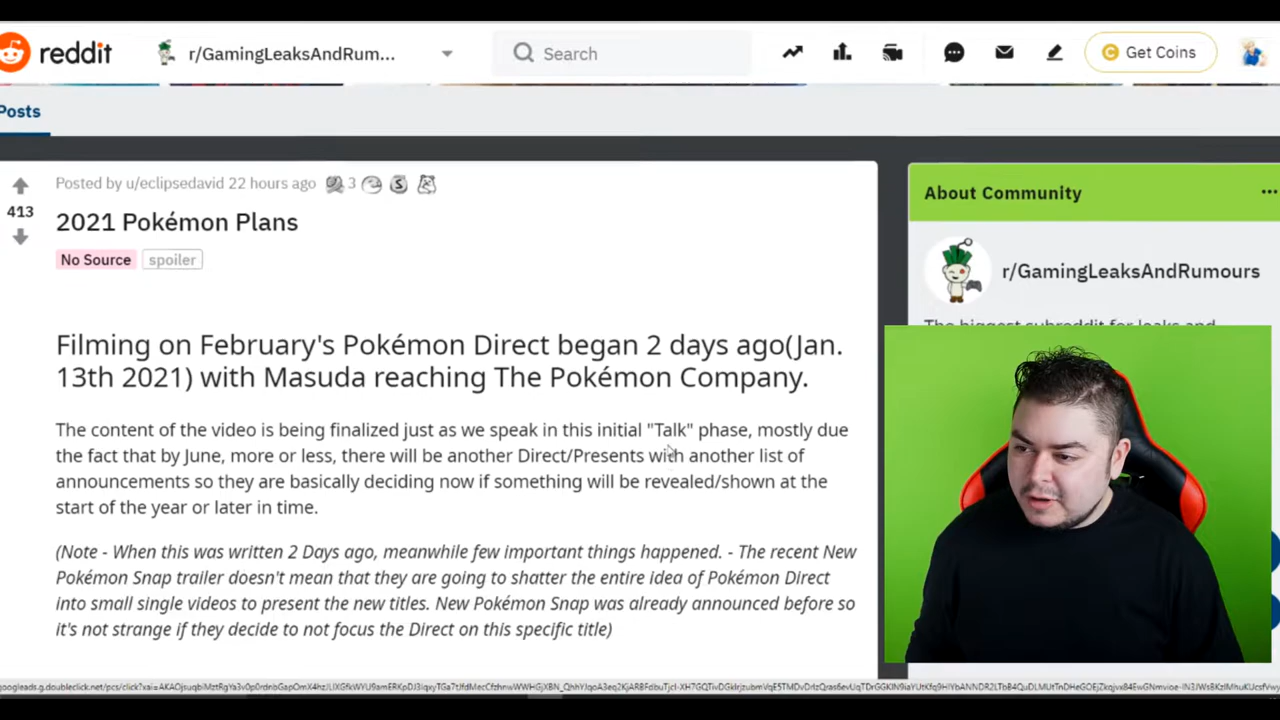 reddit
r/GamingLeaksAndRum...
Search
Get Coins
Posts
Posted by u/eclipsedavid 22 hours ago
3
413
2021 Pokémon Plans
No Source
spoiler
Filming on February's Pokémon Direct began 2 days ago(Jan.
13th 2021) with Masuda reaching The Pokémon Company.
The content of the video is being finalized just as we speak in this initial "Talk" phase, mostly due
the fact that by June, more or less, there will be another Direct/Presents with another list of
announcements so they are basically deciding now if something will be revealed/shown at the
start of the year or later in time.
(Note - When this was written 2 Days ago, meanwhile few important things happened. - The recent New
Pokémon Snap trailer doesn't mean that they are going to shatter the entire idea of Pokémon Direct
into small single videos to present the new titles. New Pokémon Snap was already announced before so
it's not strange if they decide to not focus the Direct on this specific title)
About Community
r/GamingLeaksAndRumours
The biggest subreddit for leaks and